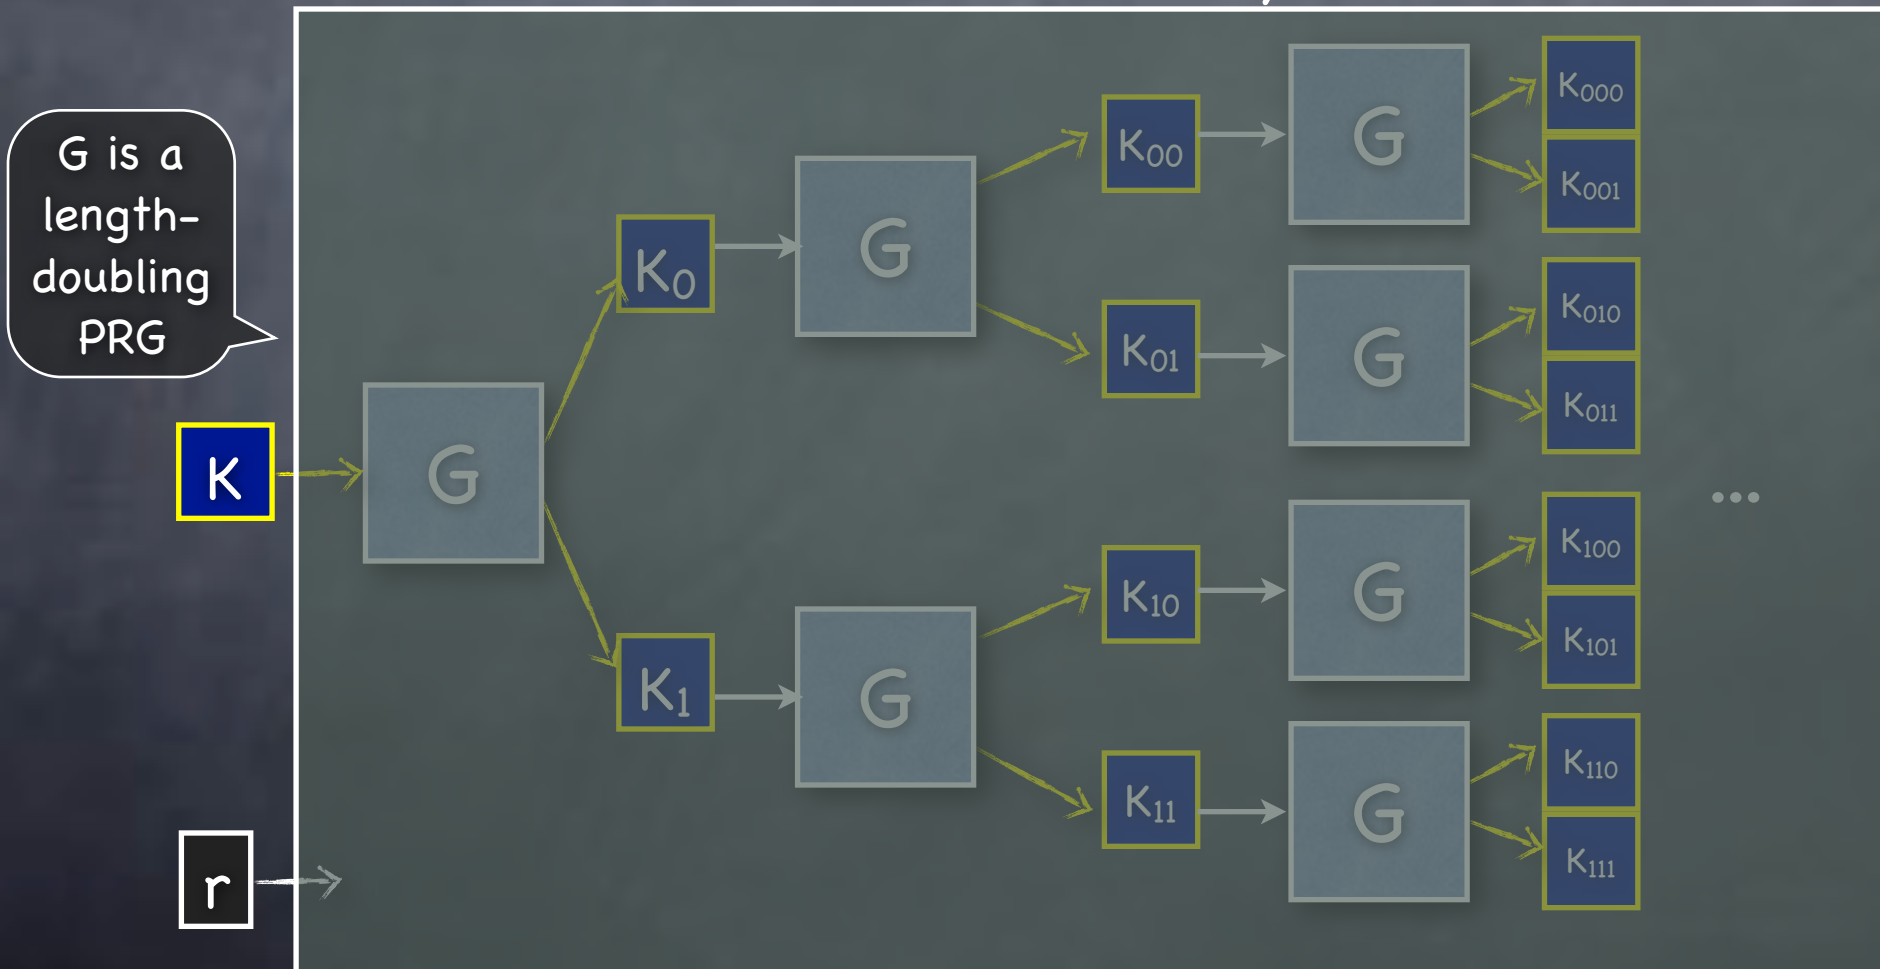 G is a
length-
doubling
PRG
K
r
G
K0
K1
G
G
K00
K01
K10
K11
G
G
G
G
K000
K001
K010
K011
K100
K101
K110
K111
...